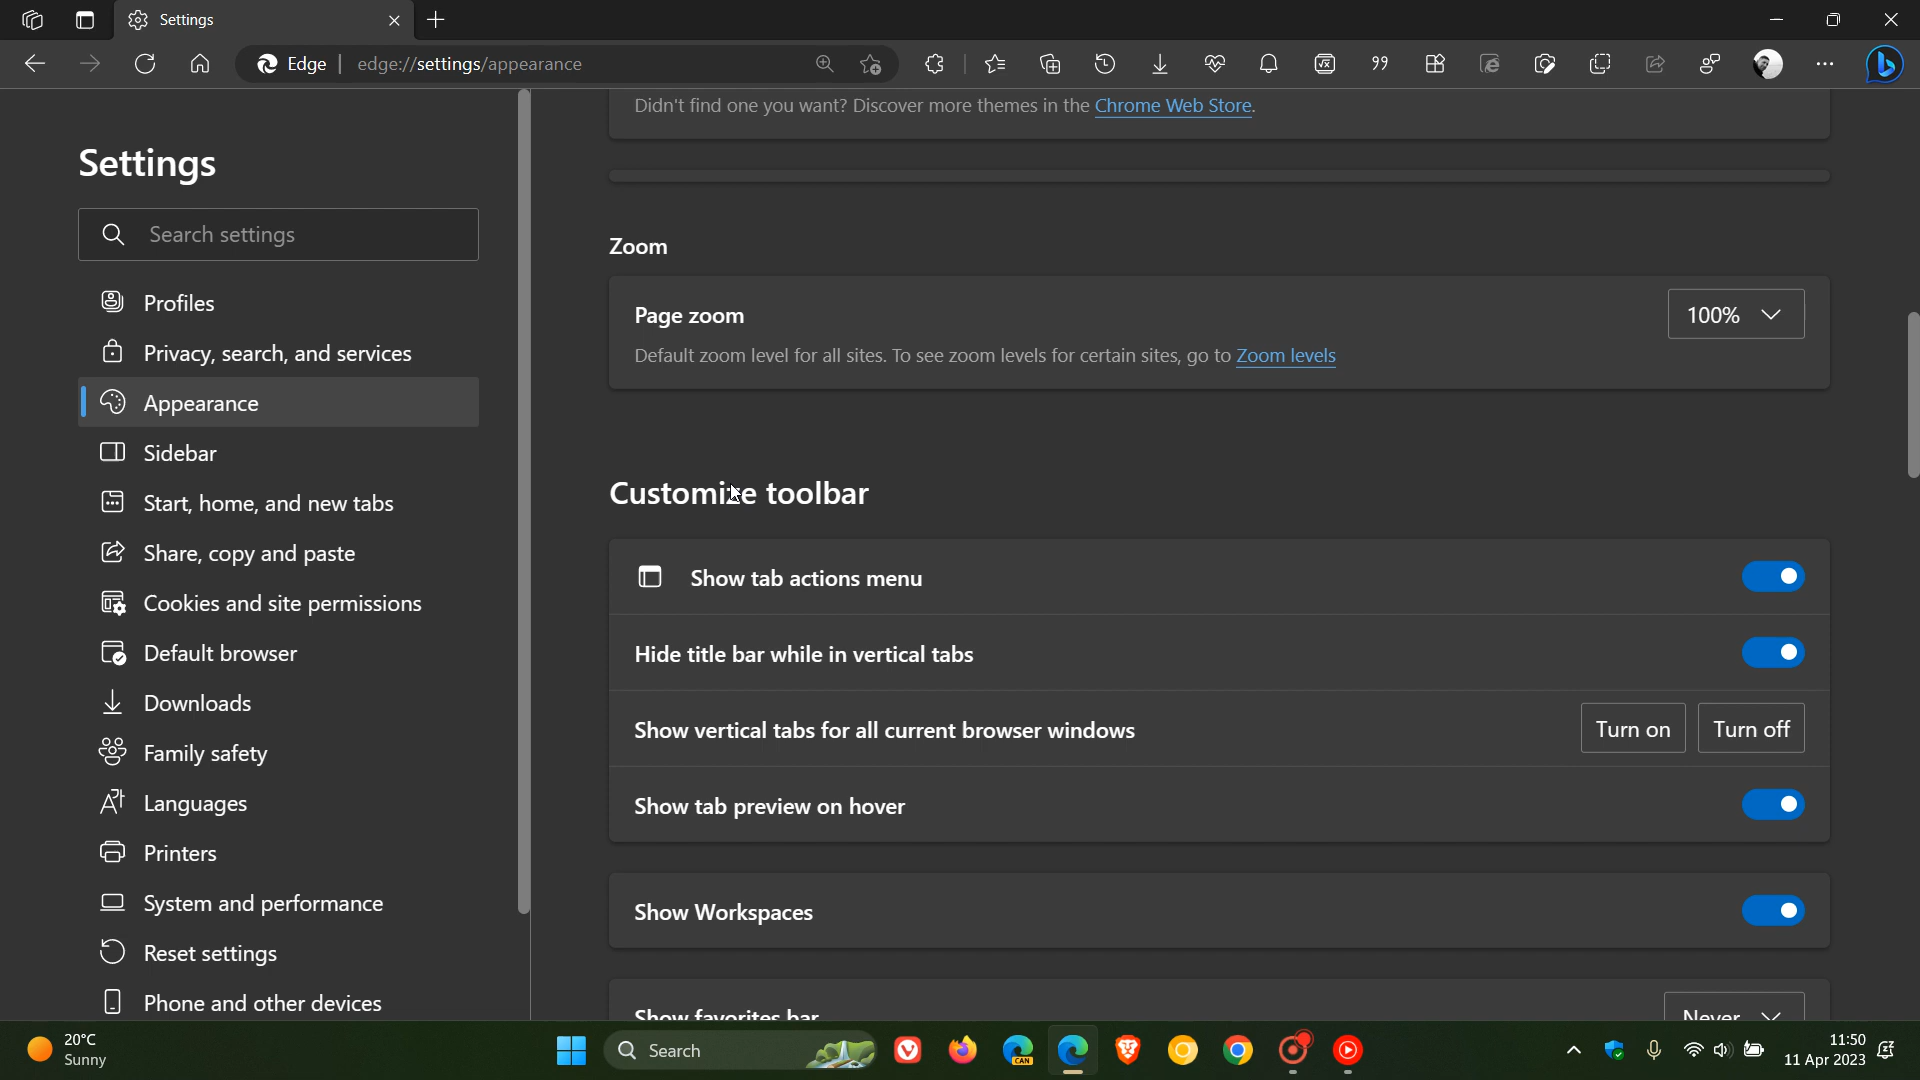 Settings
Edge
edge://settings/appearance
Settings
Search settings
Profiles
Privacy, search, and services
Appearance
Sidebar
Start, home, and new tabs
Share, copy and paste
Cookies and site permissions
Default browser
Downloads
Family safety
Languages
Printers
System and performance
Reset settings
Phone and other devices
Didn't find one you want? Discover more themes in the Chrome Web Store.
Zoom
Page zoom
100%
Default zoom level for all sites. To see zoom levels for certain sites, go to Zoom levels
Customize toolbar
Show tab actions menu
Hide title bar while in vertical tabs
Show vertical tabs for all current browser windows
Turn on
Turn off
Show tab preview on hover
Show Workspaces
Show favorites bar
Never
20°C
Sunny
Search
CAN
11:50
11 Apr 2023